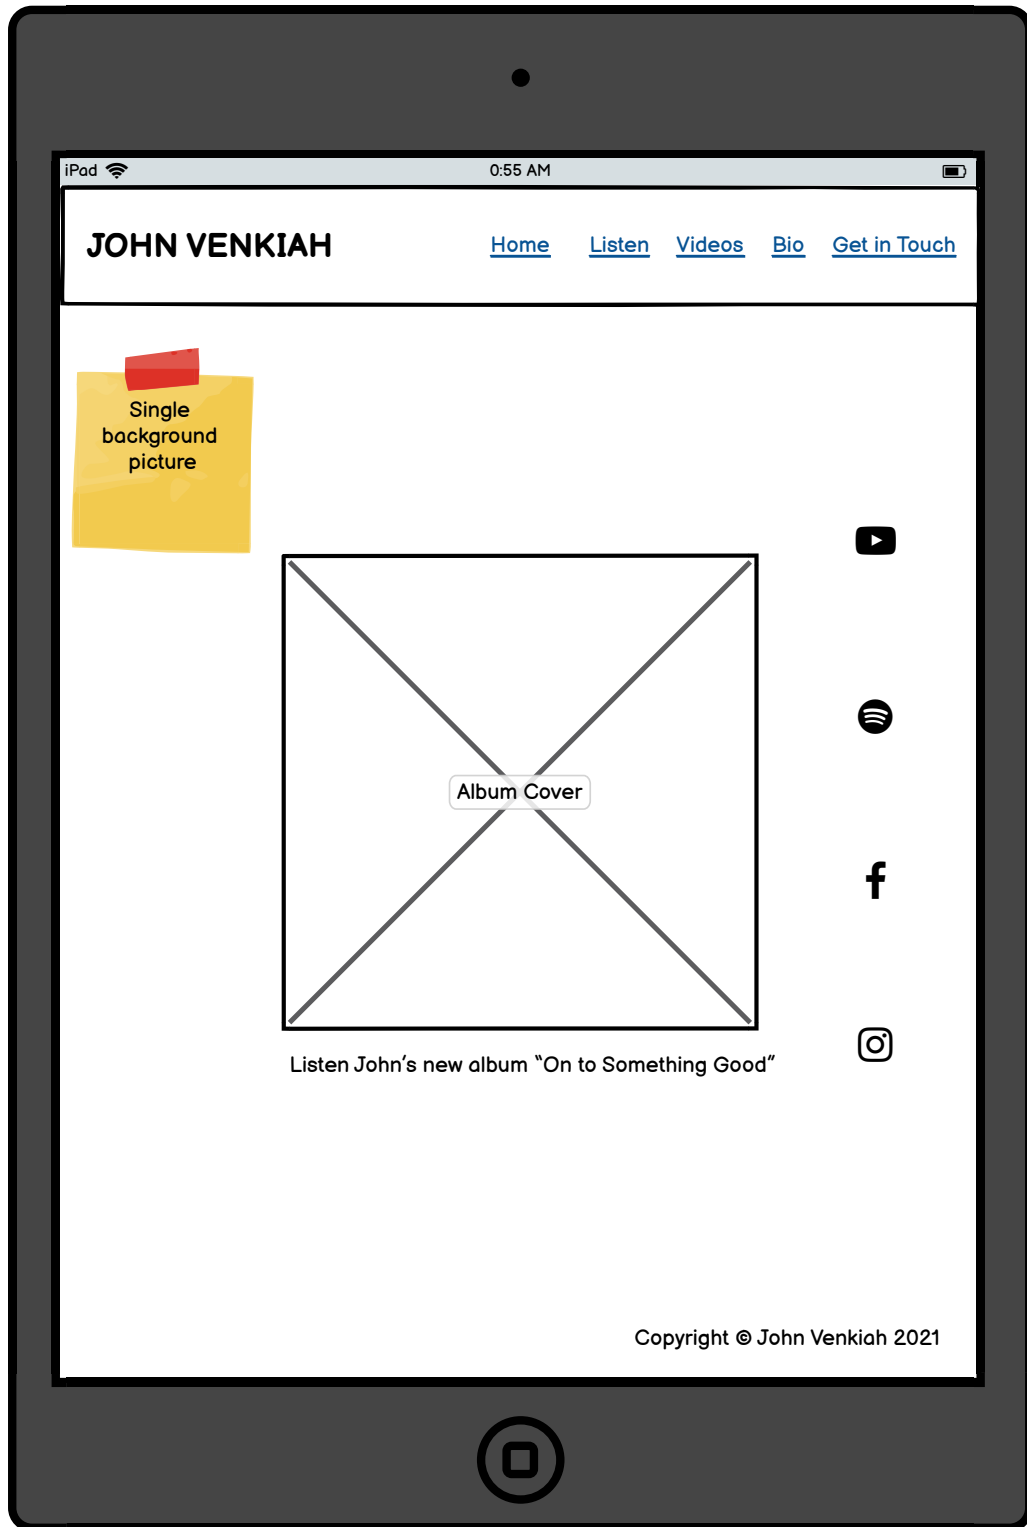 iPad
0:55 AM
JOHN VENKIAH
Home Listen Videos Bio Get in Touch
Single
background
picture
Album Cover
Listen John's new album “On to Something Good”
Copyright © John Venkiah 2021